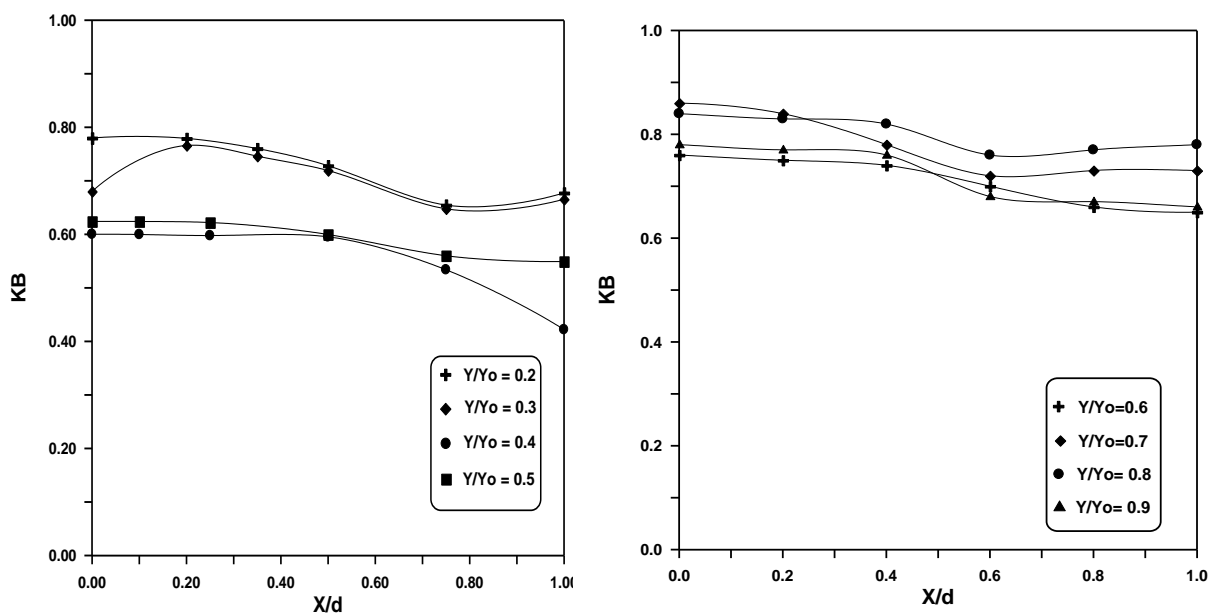 1.00
0.80
0.60
0.40
0.20
0.00
KB
0.00 0.20 0.40 0.60 0.80 1.00
X/d
Y/Yo = 0.2
Y/Yo = 0.3
Y/Yo = 0.4
Y/Yo = 0.5
1.0
0.8
0.6
0.4
0.2
0.0
KB
0.0 0.2 0.4 0.6 0.8 1.0
X/d
Y/Yo=0.6
Y/Yo=0.7
Y/Yo= 0.8
Y/Yo= 0.9